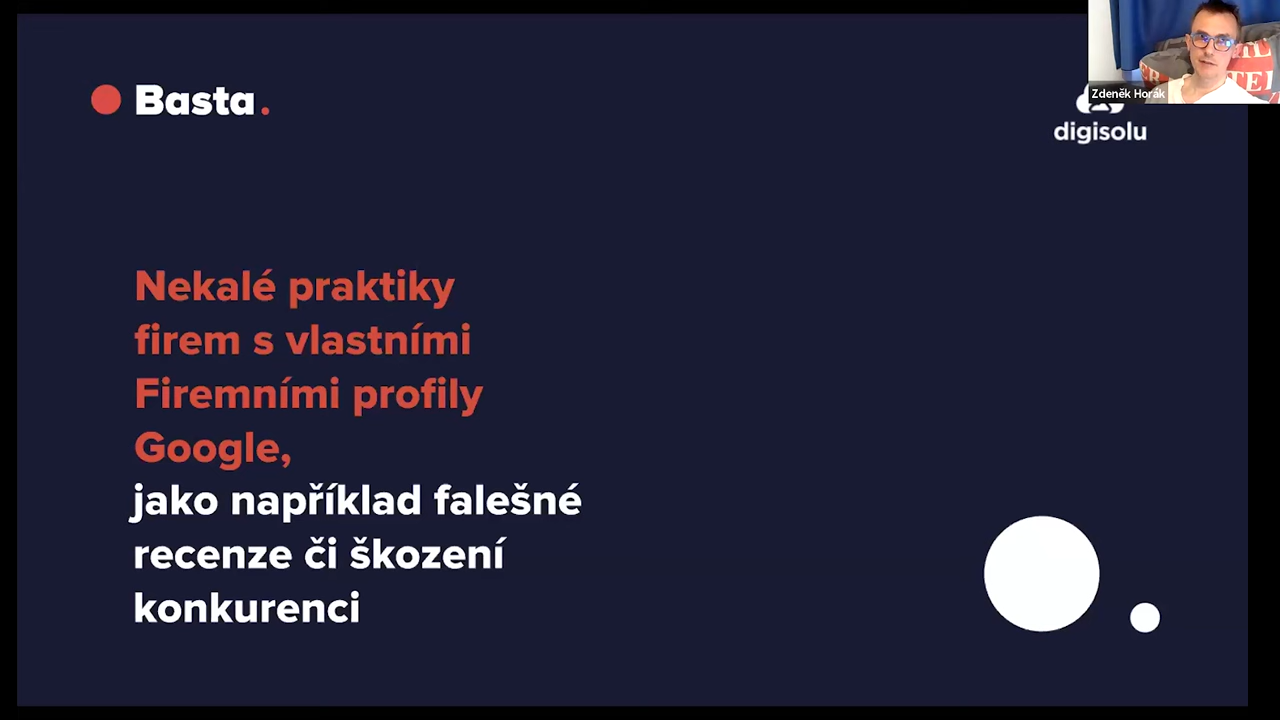 Basta.
Zdeněk Horák
digisolu
Nekalé praktiky
firem s vlastními
Firemními profily
Google,
jako například falešné
recenze či škození
konkurenci